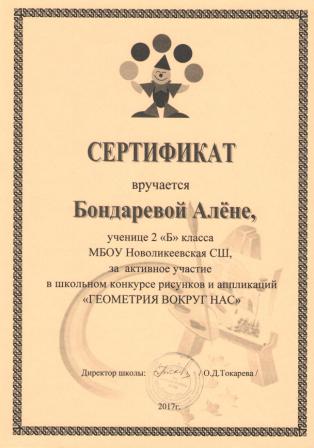 СЕРТИФИКАТ
вручается
Бондаревой Алёне,
ученице 2 «Б» класса
МБОУ Новоликеевская СШ,
за активное участие
в школьном конкурсе рисунков и аппликаций
«ГЕОМЕТРИЯ ВОКРУГ НАС»
Директор школы: / О.Д.Токарева /
2017г.